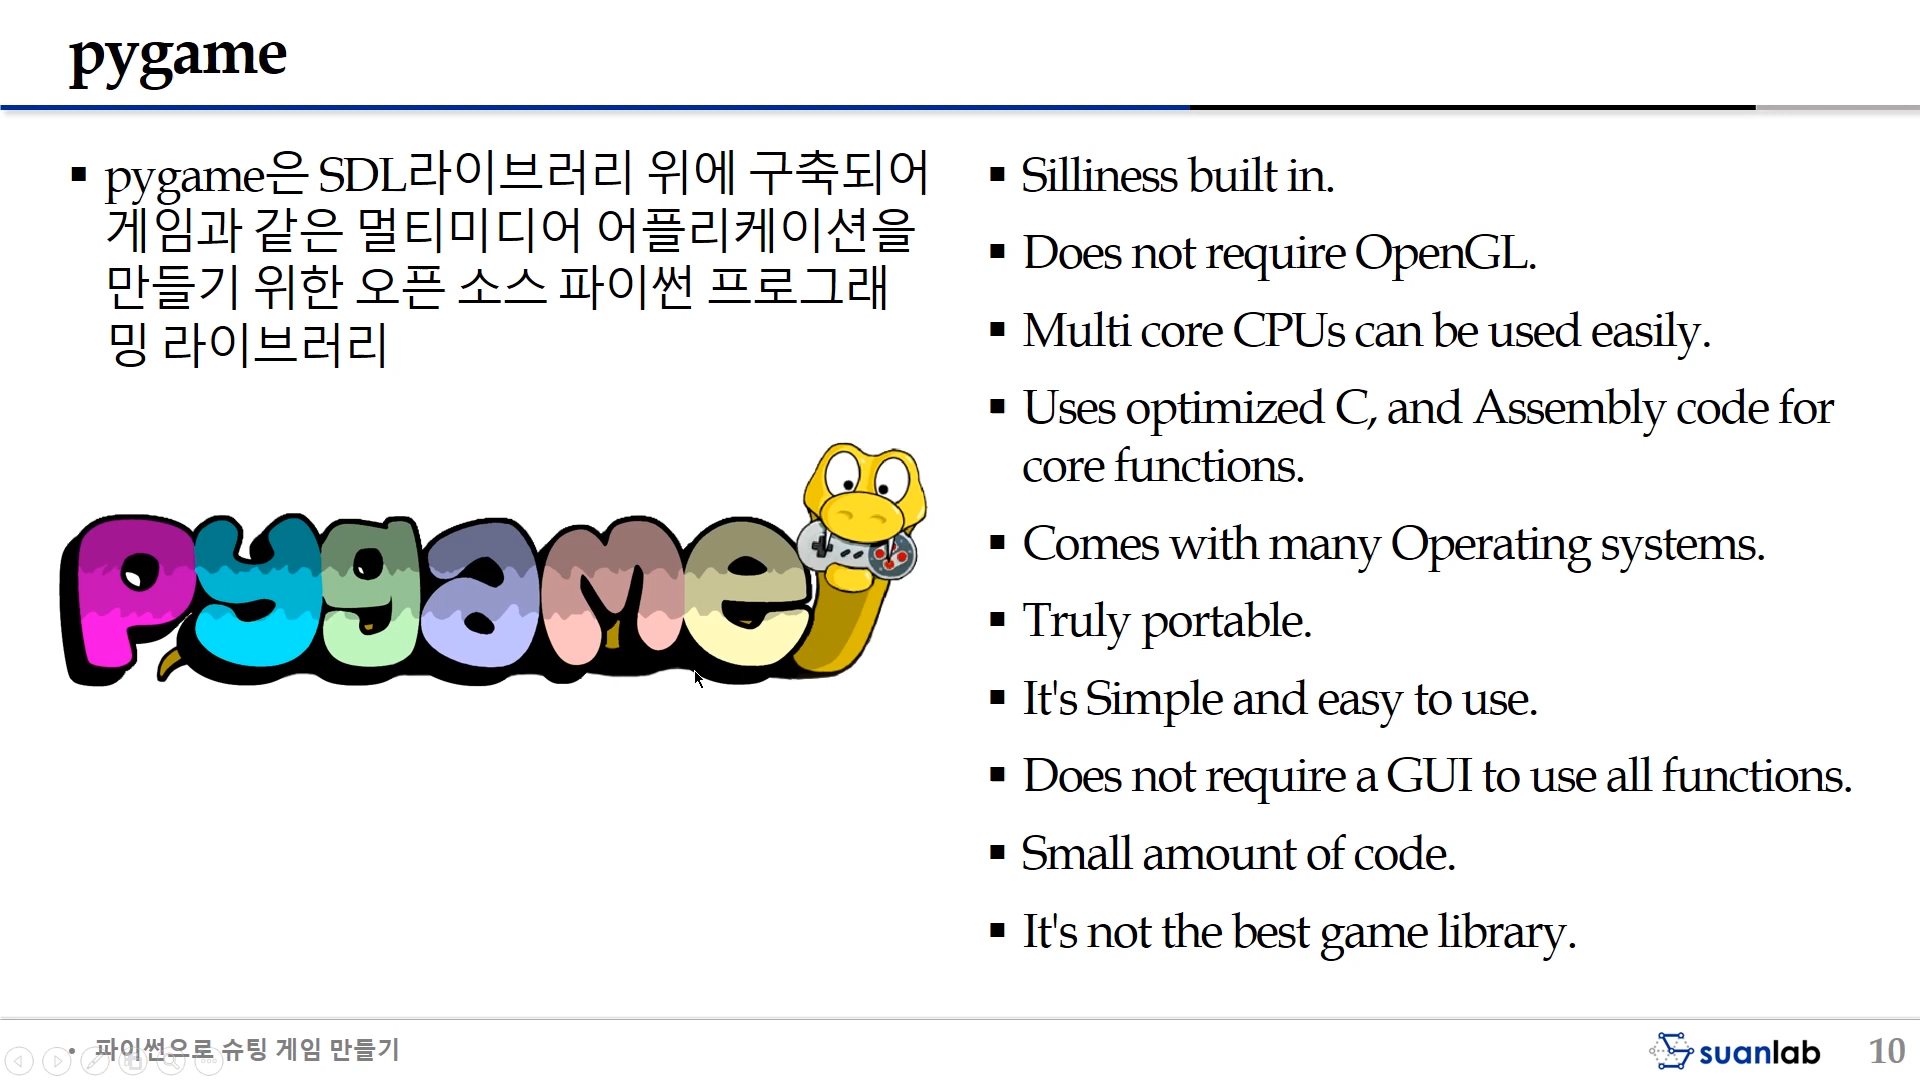 pygame
▪ pygame은 SDL라이브러리 위에 구축되어
게임과 같은 멀티미디어 어플리케이션을
만들기 위한 오픈 소스 파이썬 프로그래
밍 라이브러리
pygame
▪ Silliness built in.
▪ Does not require OpenGL.
▪ Multi core CPUs can be used easily.
▪ Uses optimized C, and Assembly code for
core functions.
▪ Comes with many Operating systems.
▪ Truly portable.
▪ It's Simple and easy to use.
▪ Does not require a GUI to use all functions.
▪ Small amount of code.
▪ It's not the best game library.
• 파이썬으로 슈팅 게임 만들기
suanlab
10